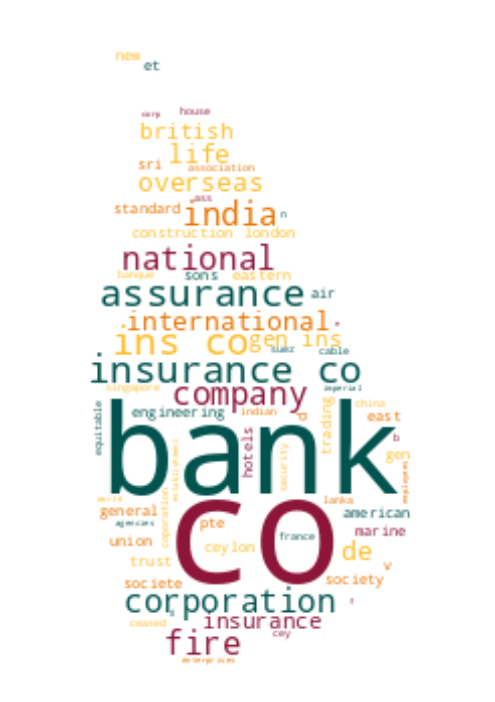 new
et
corp house
british
life
sri association
overseas
ass
standard india n
construction london
national
banque sons eastern
assurance air
international
ins co gen ins
suez cable
insurance co
singapore imperial
company china
equitable engineering indian d trading east
bank
hotels b
gen
security establishment employees
world co lanka
general coporation american
agencies pte france marine
union ceylon de
trust v
societe society
corporation
ceased insurance
cey
fire
enterprises